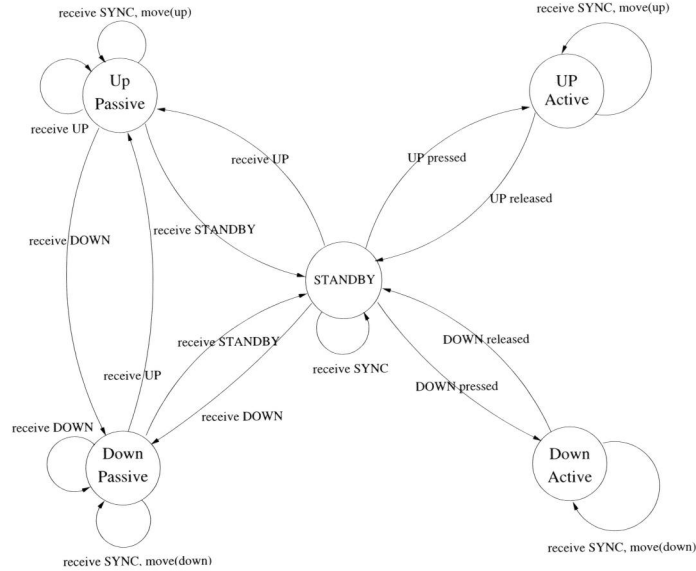 receive SYNC, move(up)
receive SYNC, move(up)
Up
Passive
UP
Active
receive UP
receive UP
UP pressed
UP released
receive DOWN
receive STANDBY
STANDBY
receive STANDBY
DOWN released
receive SYNC
receive UP
DOWN pressed
receive DOWN
receive DOWN
Down
Passive
Down
Active
receive SYNC, move(down)
receive SYNC, move(down)